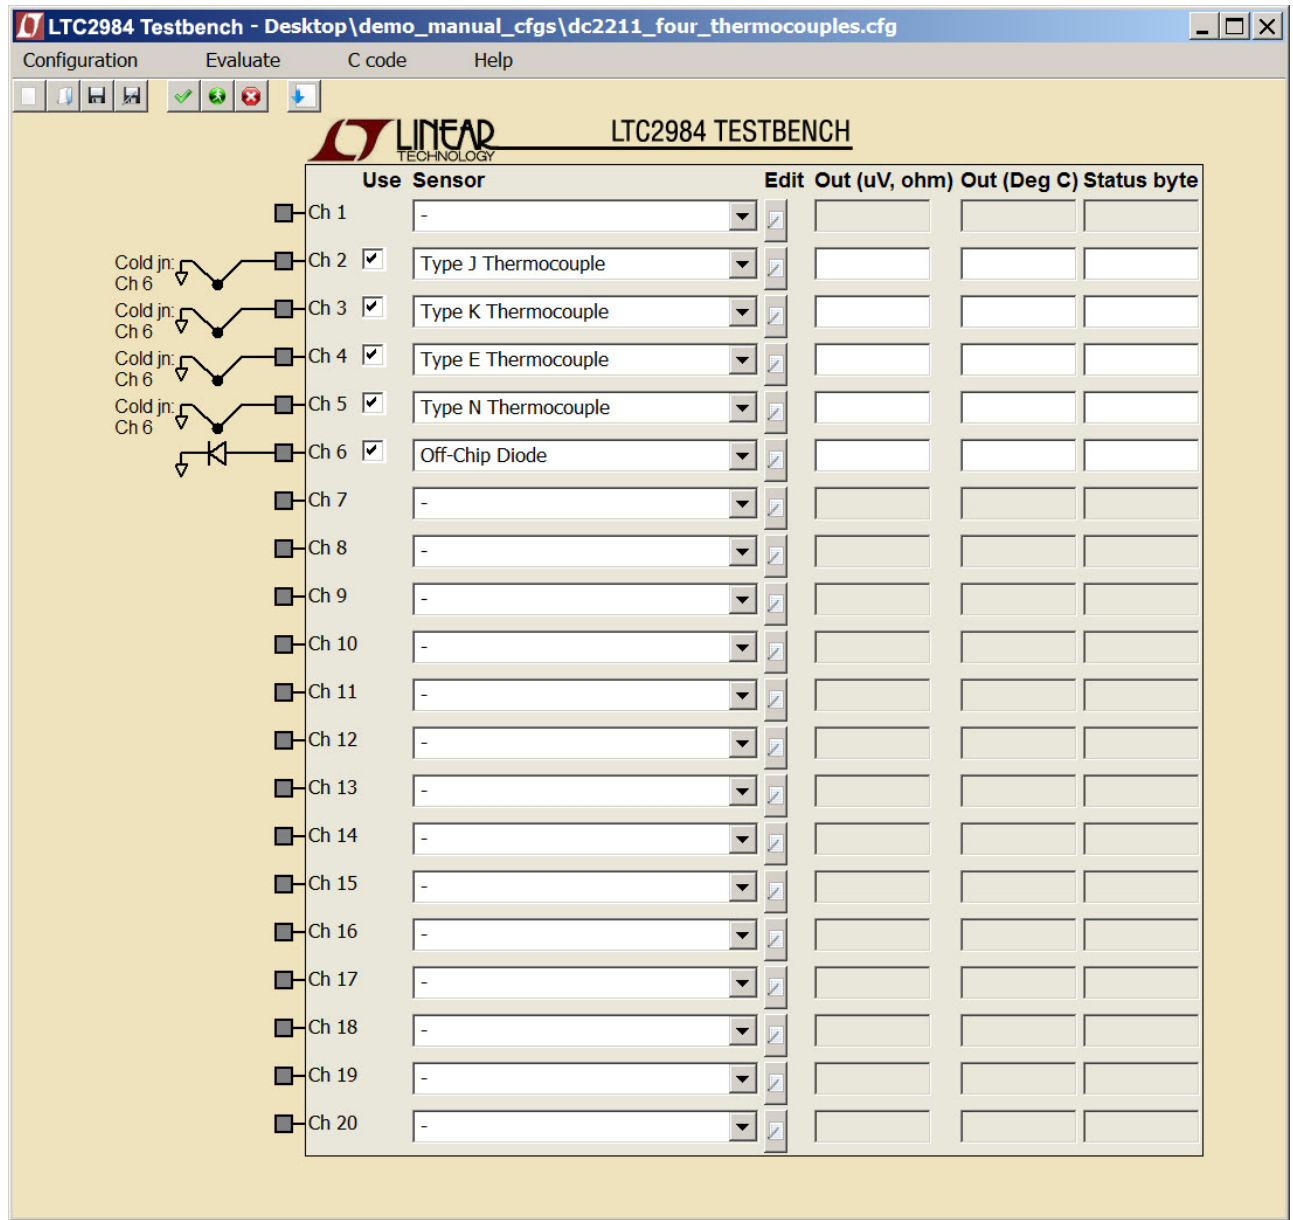 LTC2984 Testbench - Desktop\demo_manual_cfgs\dc2211_four_thermocouples.cfg
Configuration Evaluate C code Help
LINEAR TECHNOLOGY
LTC2984 TESTBENCH
Use Sensor Edit Out (uV, ohm) Out (Deg C) Status byte
Ch 1 -
Cold jn: Ch 2 Type J Thermocouple
Ch 6
Cold jn: Ch 3 Type K Thermocouple
Ch 6
Cold jn: Ch 4 Type E Thermocouple
Ch 6
Cold jn: Ch 5 Type N Thermocouple
Ch 6
Ch 6 Off-Chip Diode
Ch 7 -
Ch 8 -
Ch 9 -
Ch 10 -
Ch 11 -
Ch 12 -
Ch 13 -
Ch 14 -
Ch 15 -
Ch 16 -
Ch 17 -
Ch 18 -
Ch 19 -
Ch 20 -